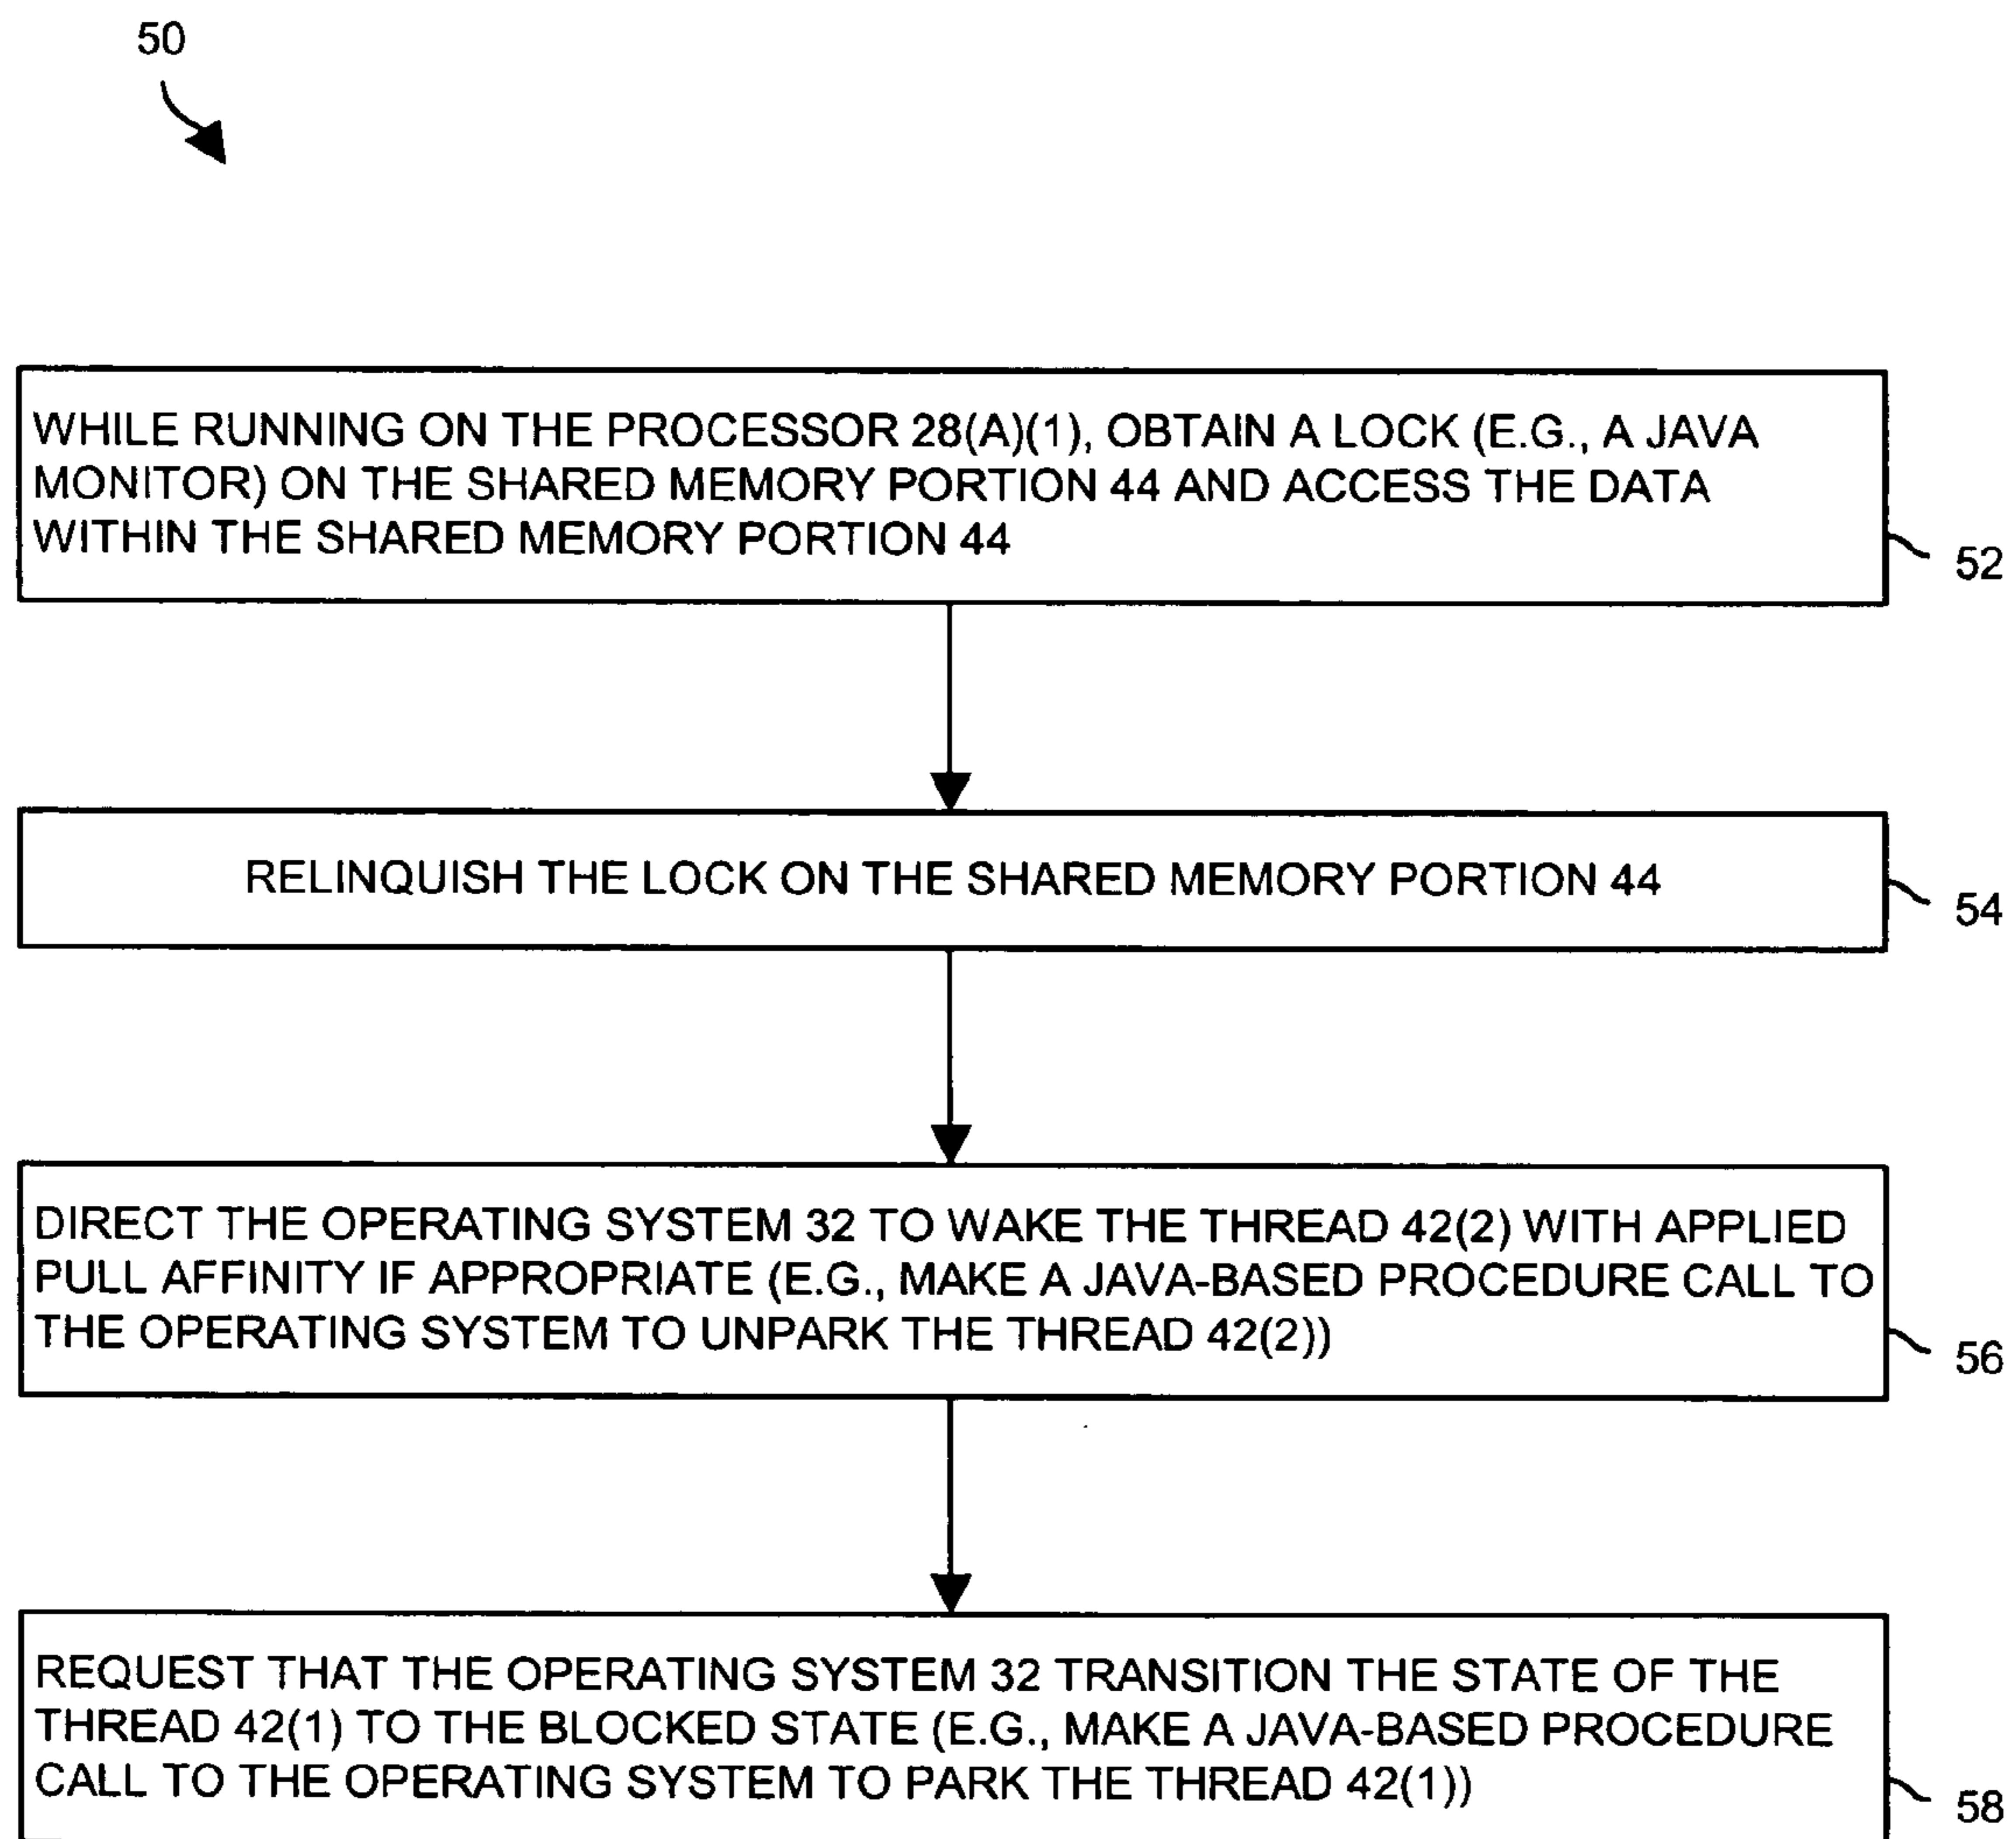 50
WHILE RUNNING ON THE PROCESSOR 28(A)(1), OBTAIN A LOCK (E.G., A JAVA
MONITOR) ON THE SHARED MEMORY PORTION 44 AND ACCESS THE DATA
WITHIN THE SHARED MEMORY PORTION 44
52
RELINQUISH THE LOCK ON THE SHARED MEMORY PORTION 44
54
DIRECT THE OPERATING SYSTEM 32 TO WAKE THE THREAD 42(2) WITH APPLIED
PULL AFFINITY IF APPROPRIATE (E.G., MAKE A JAVA-BASED PROCEDURE CALL TO
THE OPERATING SYSTEM TO UNPARK THE THREAD 42(2))
56
REQUEST THAT THE OPERATING SYSTEM 32 TRANSITION THE STATE OF THE
THREAD 42(1) TO THE BLOCKED STATE (E.G., MAKE A JAVA-BASED PROCEDURE
CALL TO THE OPERATING SYSTEM TO PARK THE THREAD 42(1))
58